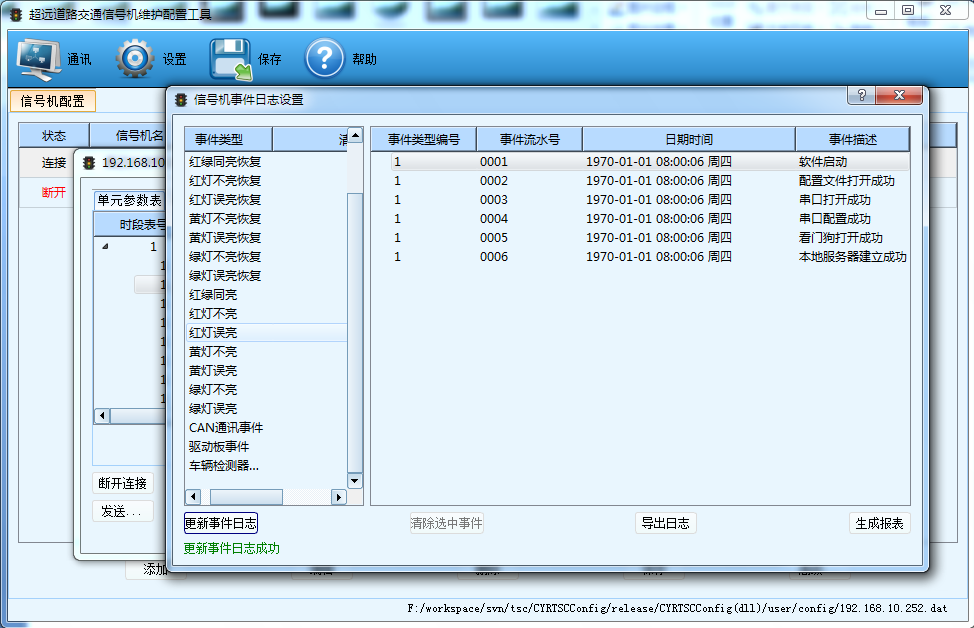 超远道路交通信号机维护配置工具
通讯 设置 保存 帮助
信号机配置
信号机事件日志设置
状态 信号机名
连接
断开
192.168.10
单元参数表
时段表号
1
断开连接
发送...
事件类型
红绿同亮恢复
红灯不亮恢复
红灯误亮恢复
黄灯不亮恢复
黄灯误亮恢复
绿灯不亮恢复
绿灯误亮恢复
红绿同亮
红灯不亮
红灯误亮
黄灯不亮
黄灯误亮
绿灯不亮
绿灯误亮
CAN通讯事件
驱动板事件
车辆检测器...
事件类型编号 事件流水号 日期时间 事件描述
1 0001 1970-01-01 08:00:06 周四 软件启动
1 0002 1970-01-01 08:00:06 周四 配置文件打开成功
1 0003 1970-01-01 08:00:06 周四 串口打开成功
1 0004 1970-01-01 08:00:06 周四 串口配置成功
1 0005 1970-01-01 08:00:06 周四 看门狗打开成功
1 0006 1970-01-01 08:00:06 周四 本地服务器建立成功
更新事件日志 清除选中事件 导出日志 生成报表
更新事件日志成功
添加
F:/workspace/svn/tsc/CYRTSCConfig/release/CYRTSCConfig(dll)/user/config/192.168.10.252.dat